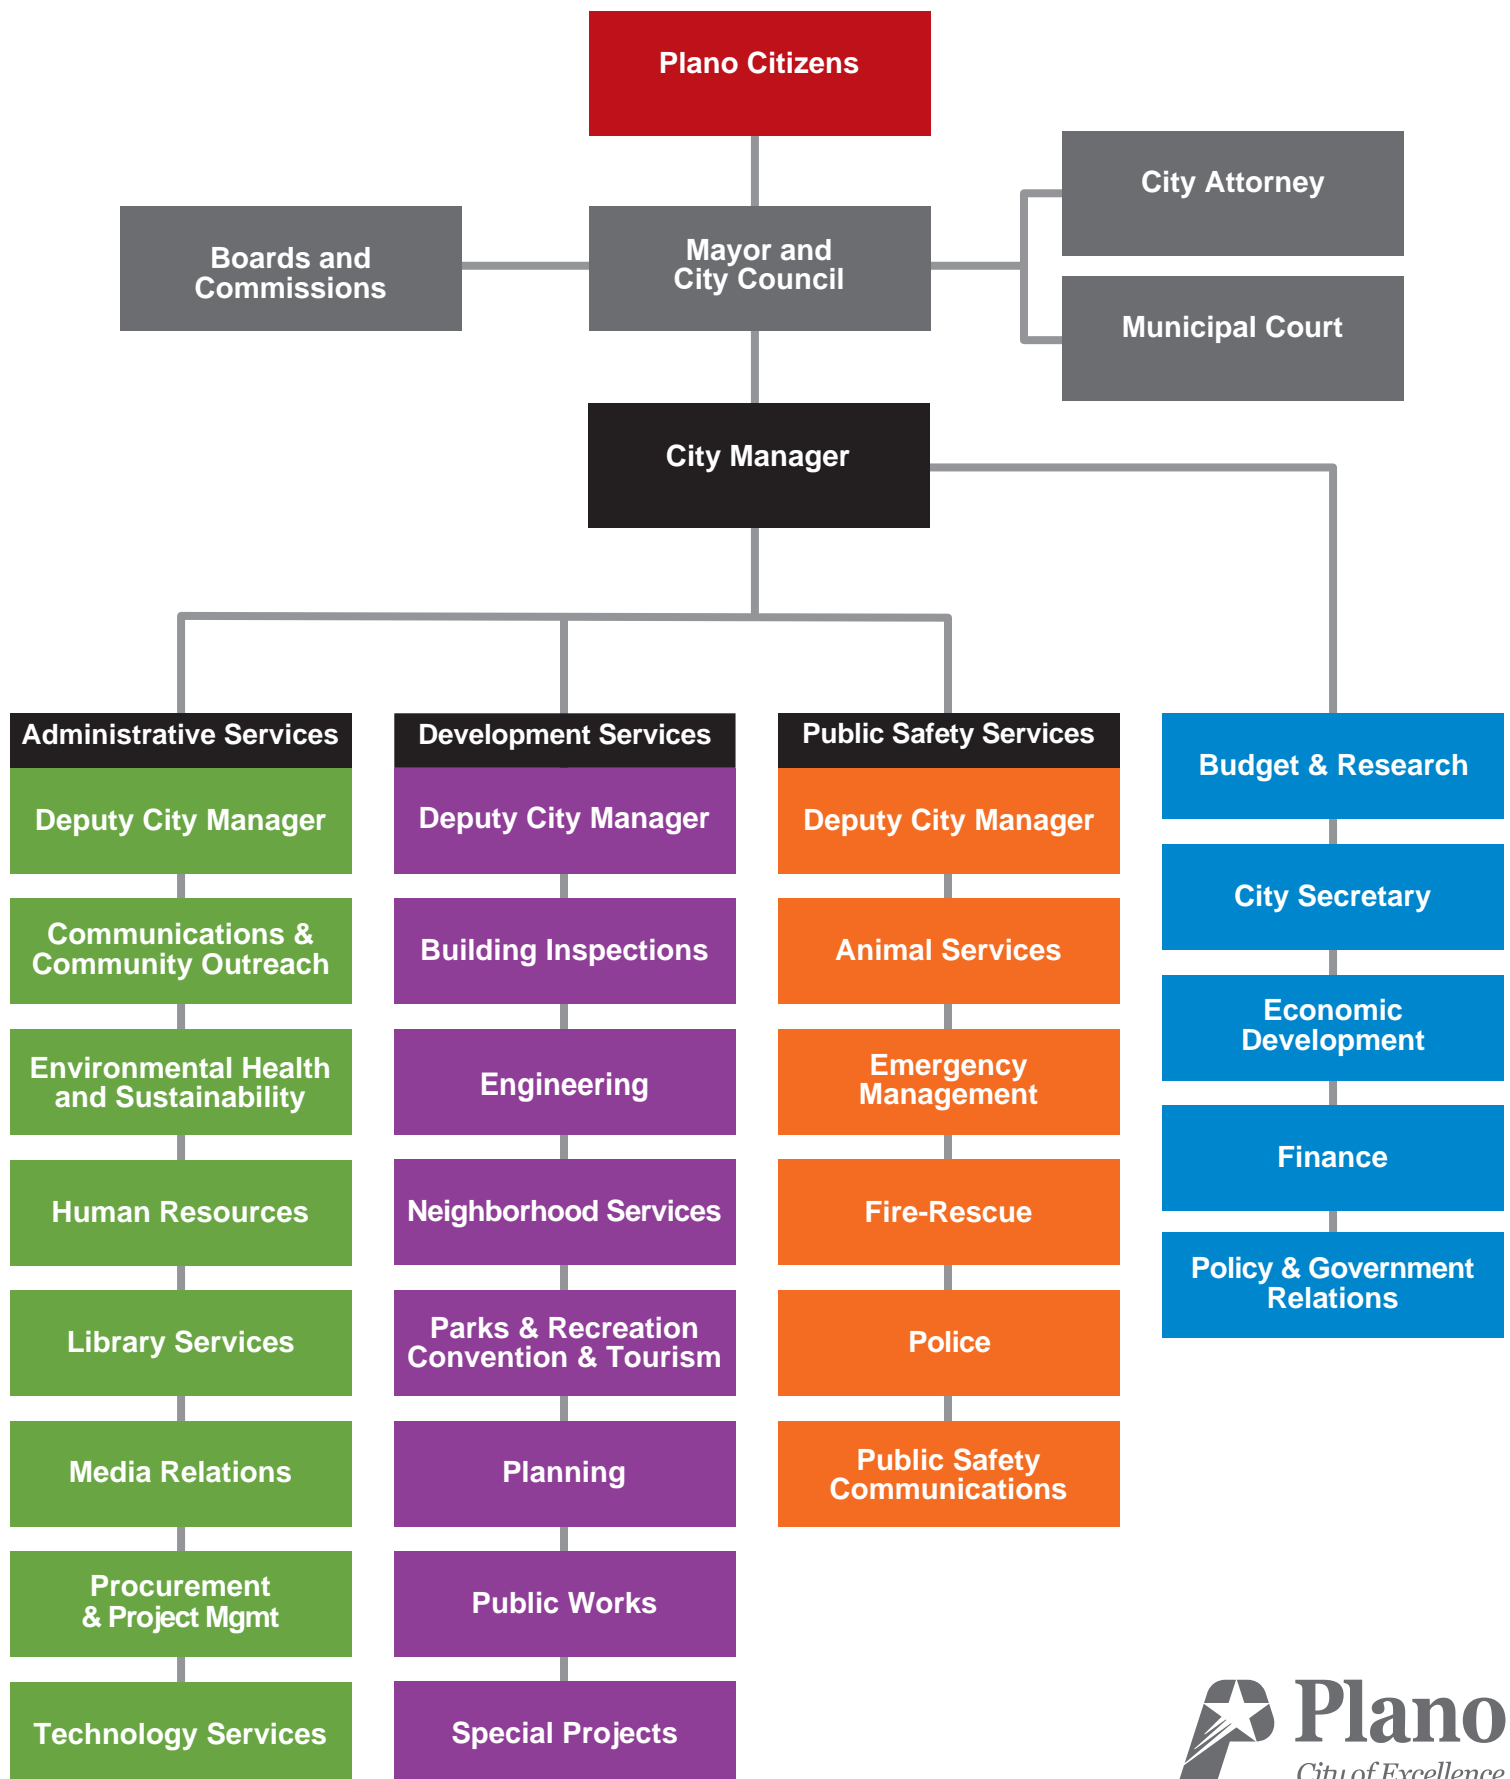 Plano Citizens
City Attorney
Boards and
Commissions
Mayor and
City Council
Municipal Court
City Manager
Administrative Services
Deputy City Manager
Communications &
Community Outreach
Environmental Health
and Sustainability
Human Resources
Library Services
Media Relations
Procurement
& Project Mgmt
Technology Services
Development Services
Deputy City Manager
Building Inspections
Engineering
Neighborhood Services
Parks & Recreation
Convention & Tourism
Planning
Public Works
Special Projects
Public Safety Services
Deputy City Manager
Animal Services
Emergency
Management
Fire-Rescue
Police
Public Safety
Communications
Budget & Research
City Secretary
Economic
Development
Finance
Policy & Government
Relations
Plano
City of Excellence